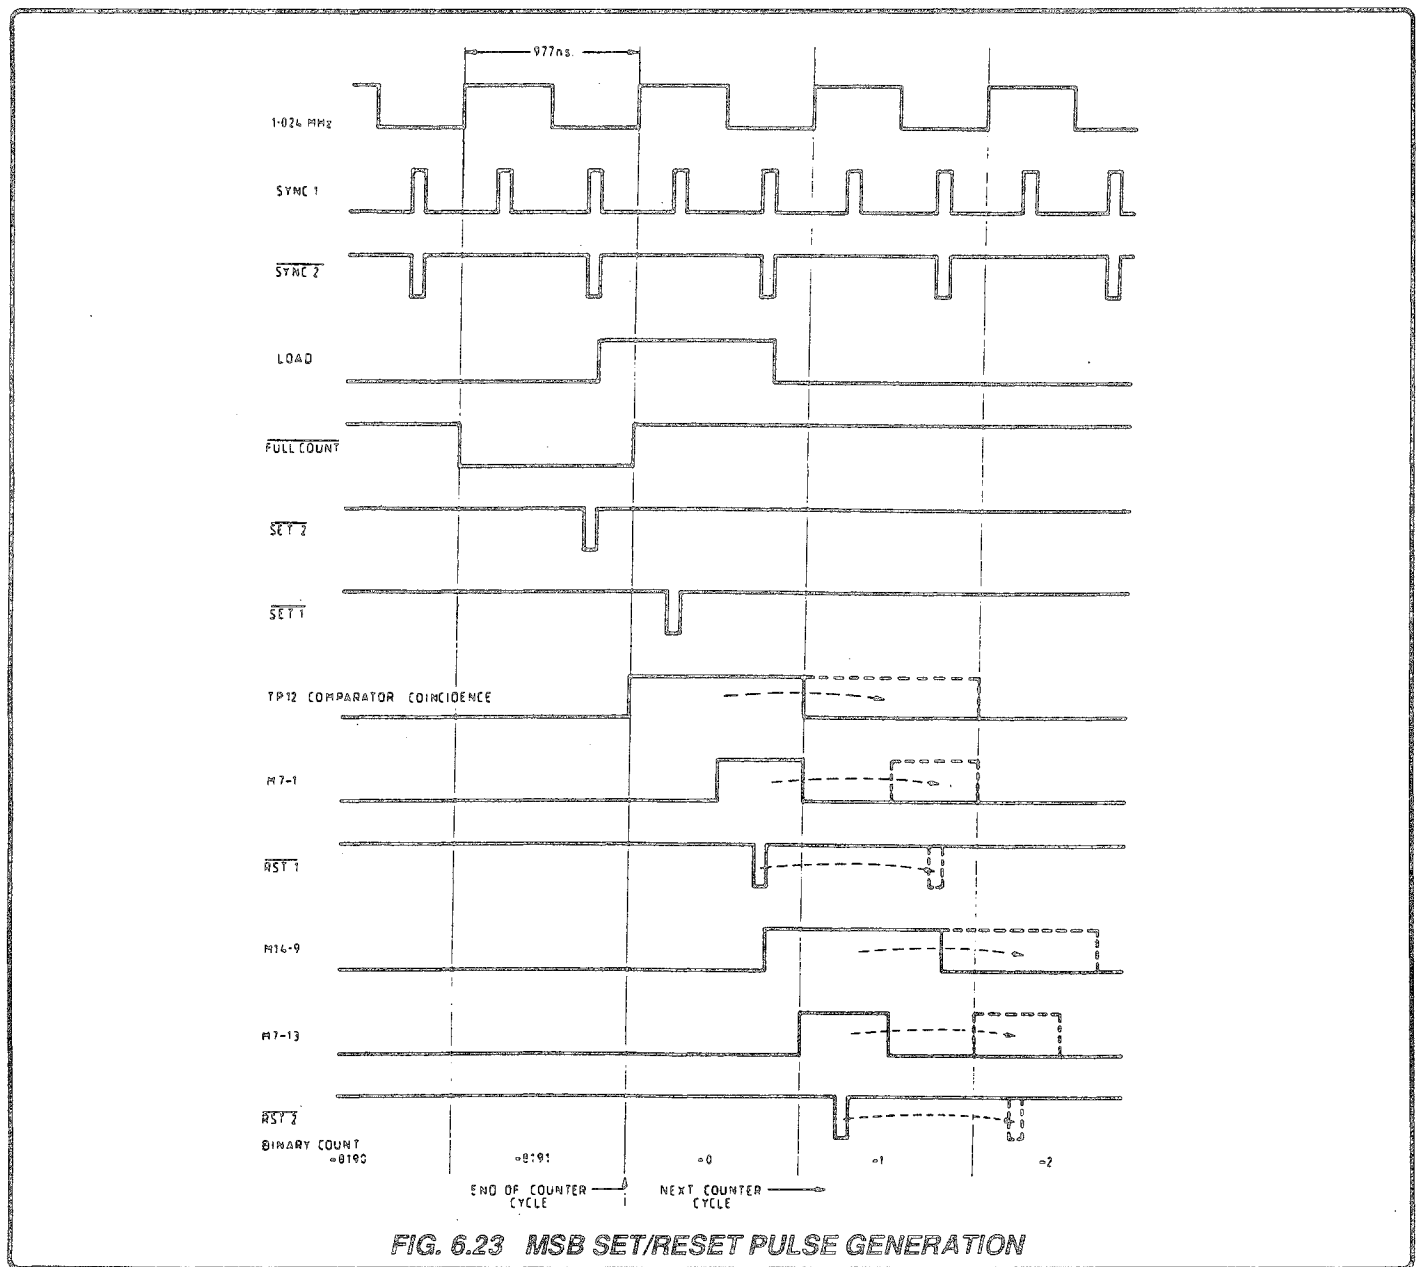 977ns.
1·024 MHz
SYNC 1
SYNC 2
LOAD
FULL COUNT
SET 2
SET 1
TP12 COMPARATOR COINCIDENCE
M7-1
RST 1
M14-9
M7-13
RST 2
BINARY COUNT
=8190 =8191 =0 =1 =2
END OF COUNTER CYCLE
NEXT COUNTER CYCLE
FIG. 6.23 MSB SET/RESET PULSE GENERATION